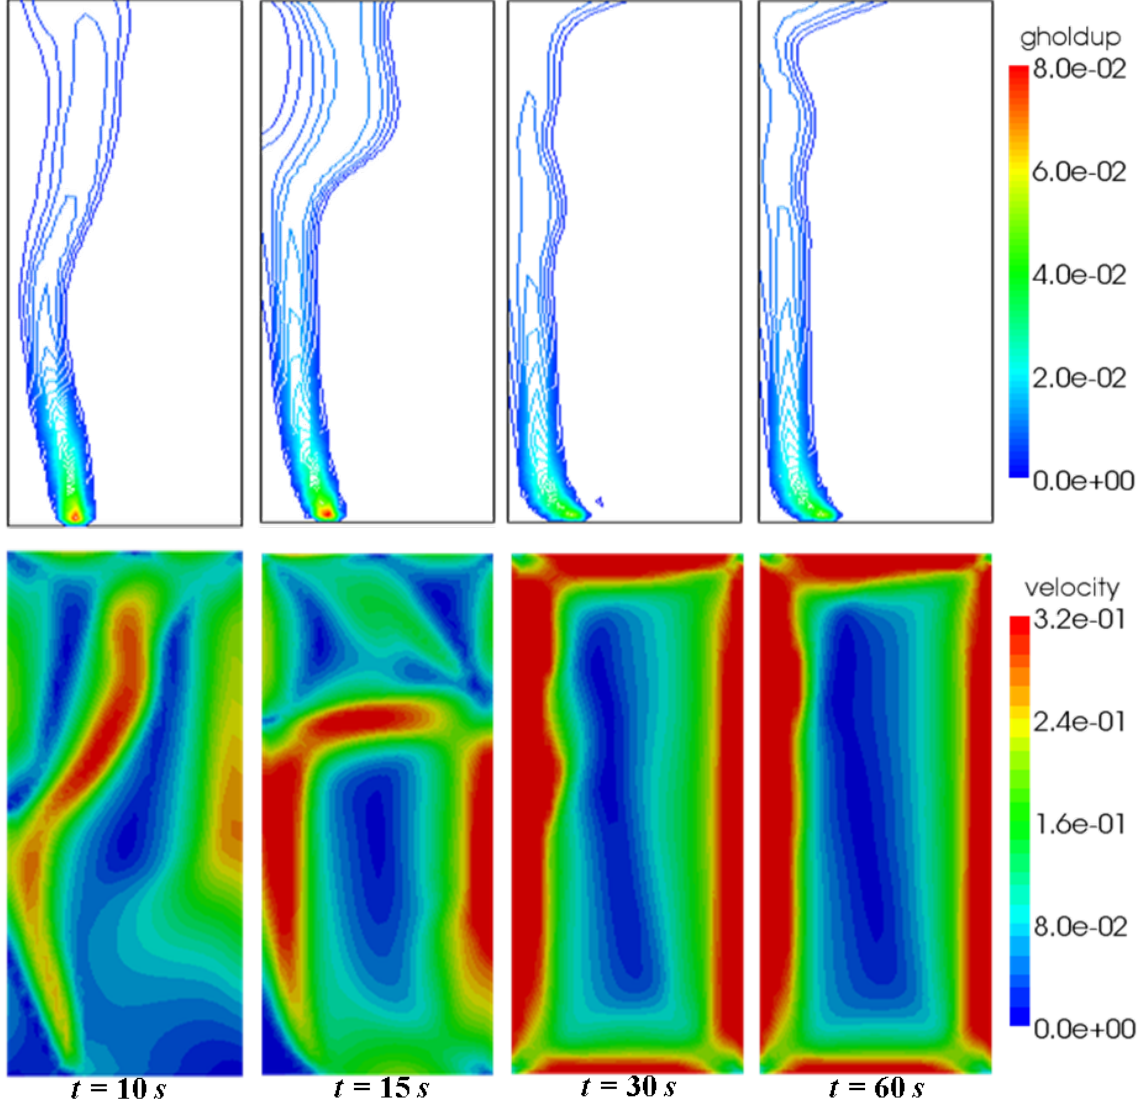 gholdup
8.0e-02
6.0e-02
4.0e-02
2.0e-02
0.0e+00
velocity
3.2e-01
2.4e-01
1.6e-01
8.0e-02
0.0e+00
t = 10 s t = 15 s t = 30 s t = 60 s